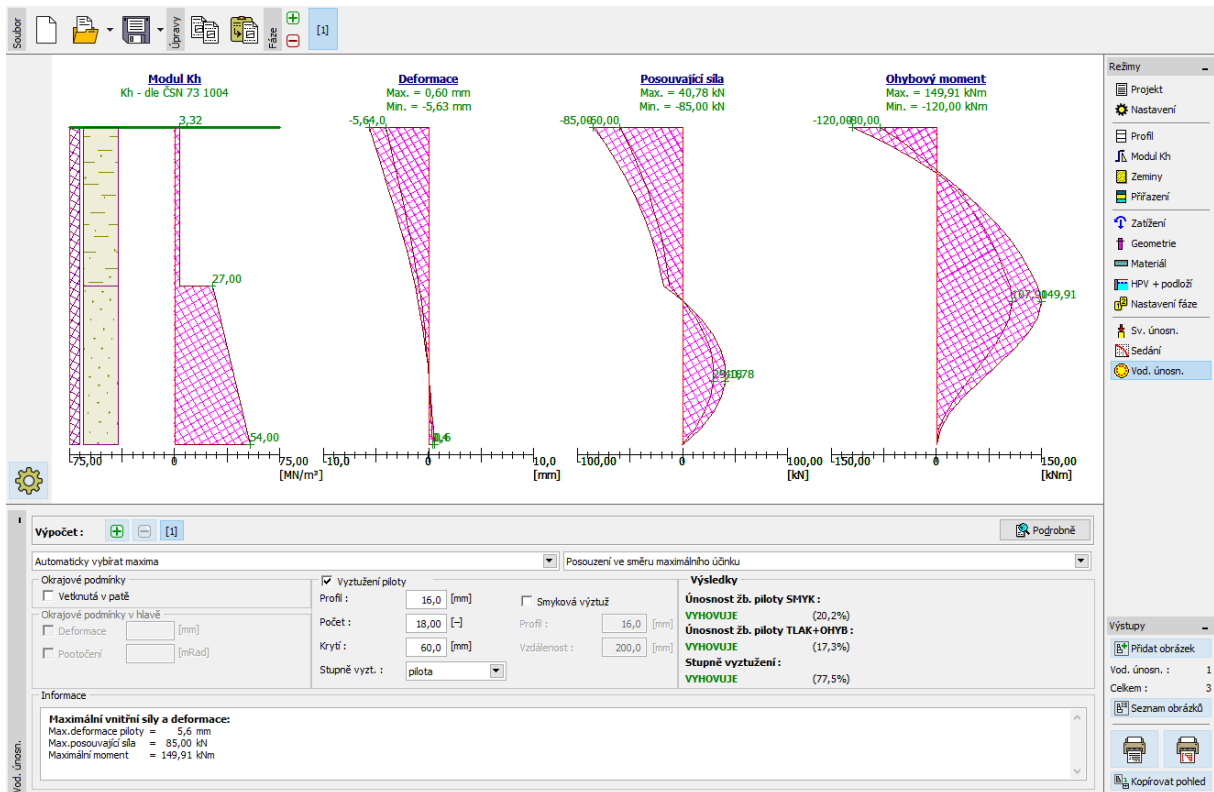 Soubor
Úpravy
Fáze
[1]
Modul Kh
Kh - dle ČSN 73 1004
3,32
27,00
54,00
-75,00 0 75,00
[MN/m³]
Deformace
Max. = 0,60 mm
Min. = -5,63 mm
-5,64,0
-10,0 0 10,0
[mm]
Posouvající síla
Max. = 40,78 kN
Min. = -85,00 kN
-100,00 0 100,00
[kN]
Ohybový moment
Max. = 149,91 kNm
Min. = -120,00 kNm
-150,00 0 150,00
[kNm]
Režimy
Projekt
Nastavení
Profil
Modul Kh
Zeminy
Přiřazení
Zatížení
Geometrie
Materiál
HPV + podloží
Nastavení fáze
Sv. únosn.
Sedání
Vod. únosn.
Výpočet :
[1]
Podrobně
Automaticky vybírat maxima
Posouzení ve směru maximálního účinku
Okrajové podmínky
Vetknutá v patě
Okrajové podmínky v hlavě
Deformace [mm]
Pootočení [mRad]
Vyztužení piloty
Profil : 16,0 [mm]
Počet : 18,00 [-]
Krytí : 60,0 [mm]
Stupně vyzt. : pilota
Smyková výztuž
Profil : 16,0 [mm]
Vzdálenost : 200,0 [mm]
Výsledky
Únosnost žb. piloty SMYK :
VYHOVUJE (20,2%)
Únosnost žb. piloty TLAK+OHYB :
VYHOVUJE (17,3%)
Stupně vyztužení :
VYHOVUJE (77,5%)
Informace
Maximální vnitřní síly a deformace:
Max.deformace piloty = 5,6 mm
Max.posouvající síla = 85,00 kN
Maximální moment = 149,91 kNm
Vod. únosn.
Výstupy
Přidat obrázek
Vod. únosn. : 1
Celkem : 3
Seznam obrázků
Kopírovat pohled